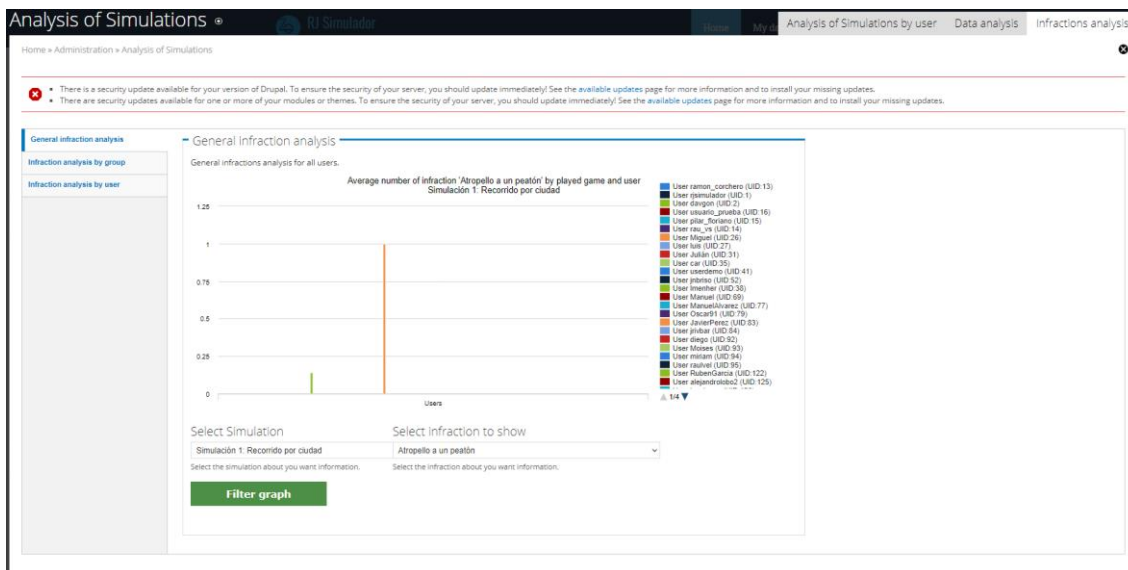 Analysis of Simulations
RJ Simulador
Home
My da
Analysis of Simulations by user
Data analysis
Infractions analysis
Home » Administration » Analysis of Simulations
There is a security update available for your version of Drupal. To ensure the security of your server, you should update immediately! See the available updates page for more information and to install your missing updates.
There are security updates available for one or more of your modules or themes. To ensure the security of your server, you should update immediately! See the available updates page for more information and to install your missing updates.
General infraction analysis
Infraction analysis by group
Infraction analysis by user
General infraction analysis
General infractions analysis for all users.
Average number of infraction 'Atropello a un peatón' by played game and user
Simulación 1: Recorrido por ciudad
1.25
1
0.75
0.5
0.25
0
Users
User ramon_corchero (UID:13)
User rjsimulador (UID:1)
User davgon (UID:2)
User usuario_prueba (UID:16)
User pilar_floriano (UID:15)
User rau_vs (UID:14)
User Miguel (UID:26)
User luis (UID:27)
User Julián (UID:31)
User car (UID:35)
User userdemo (UID:41)
User jnbriso (UID:52)
User lmenher (UID:38)
User Manuel (UID:69)
User ManuelAlvarez (UID:77)
User Oscar91 (UID:79)
User JavierPerez (UID:83)
User jrivbar (UID:84)
User diego (UID:92)
User Moises (UID:93)
User miriam (UID:94)
User raulvel (UID:95)
User RubenGarcia (UID:122)
User alejandrolobo2 (UID:125)
1/4
Select Simulation
Select infraction to show
Simulación 1: Recorrido por ciudad
Atropello a un peatón
Select the simulation about you want information.
Select the infraction about you want information.
Filter graph